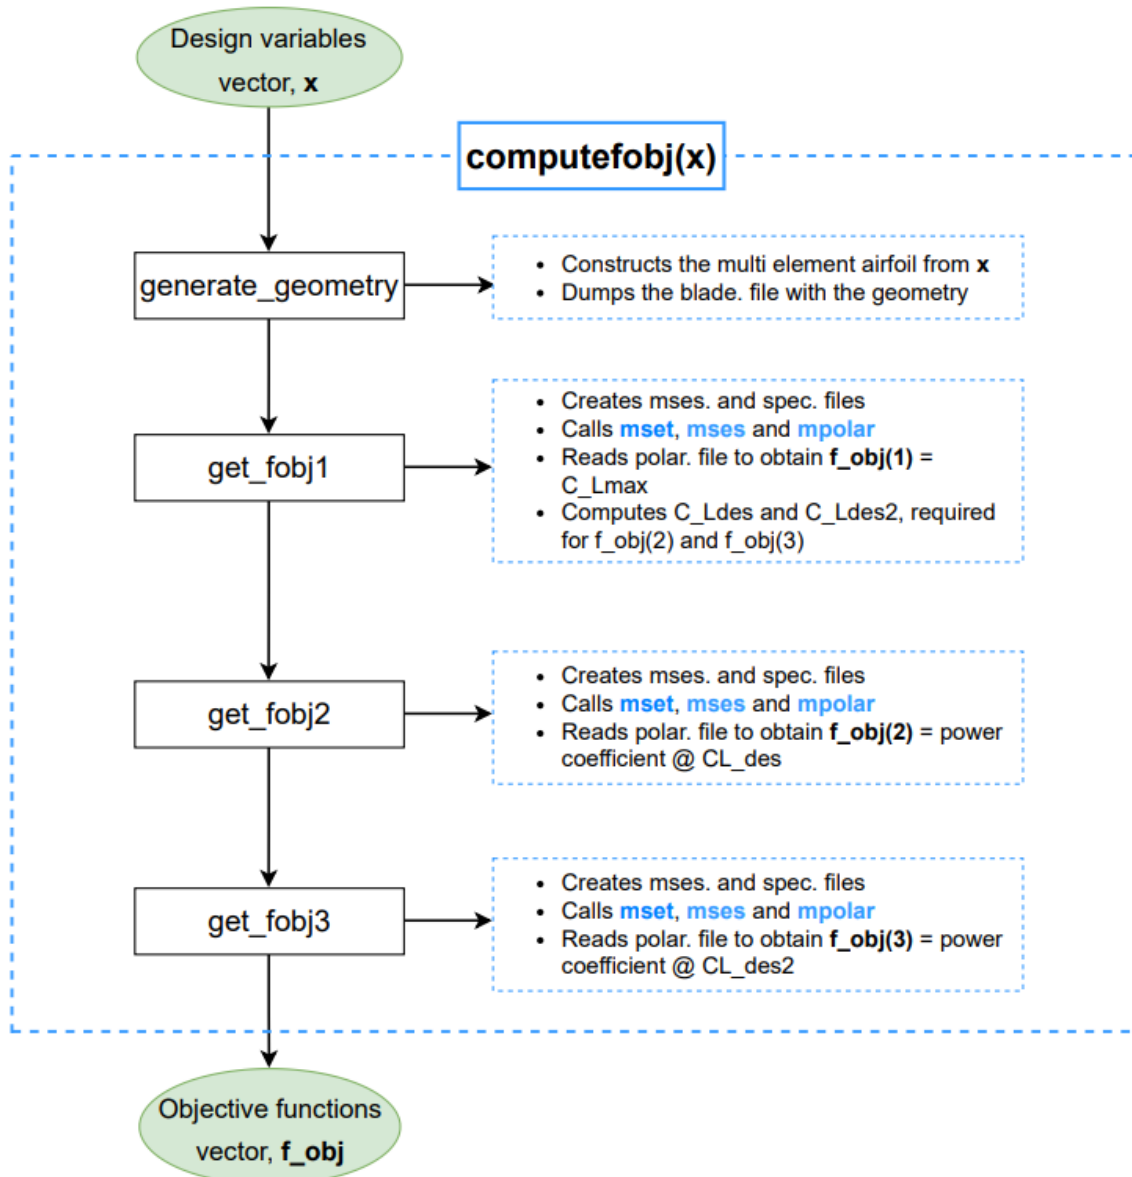 Design variables
vector, x
computefobj(x)
generate_geometry
• Constructs the multi element airfoil from x
• Dumps the blade. file with the geometry
get_fobj1
• Creates mses. and spec. files
• Calls mset, mses and mpolar
• Reads polar. file to obtain f_obj(1) =
C_Lmax
• Computes C_Ldes and C_Ldes2, required
for f_obj(2) and f_obj(3)
get_fobj2
• Creates mses. and spec. files
• Calls mset, mses and mpolar
• Reads polar. file to obtain f_obj(2) = power
coefficient @ CL_des
get_fobj3
• Creates mses. and spec. files
• Calls mset, mses and mpolar
• Reads polar. file to obtain f_obj(3) = power
coefficient @ CL_des2
Objective functions
vector, f_obj